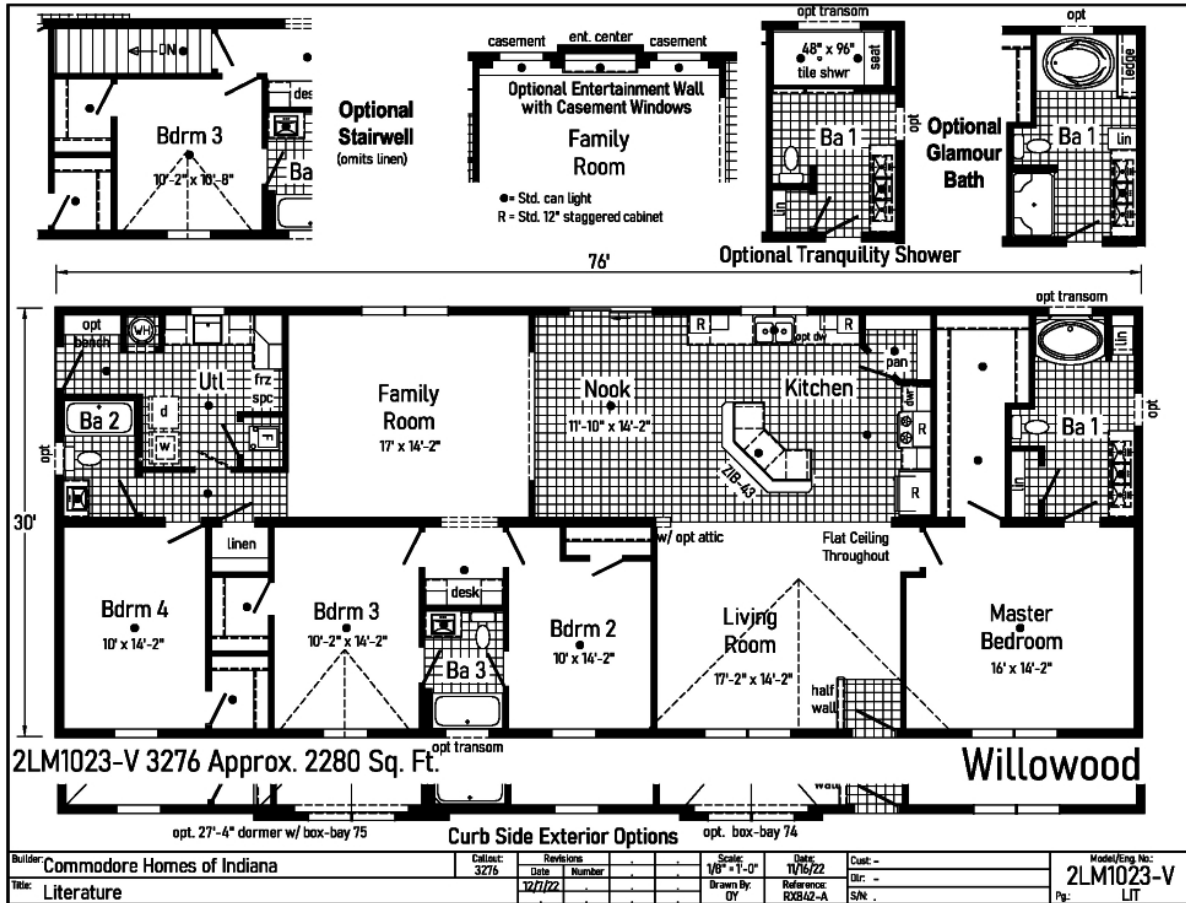 DN
Bdrm 3
10'-2" x 10'-8"
des
Ba
Optional
Stairwell
(omits linen)
casement
ent. center
casement
Optional Entertainment Wall
with Casement Windows
Family
Room
●= Std. can light
R = Std. 12" staggered cabinet
opt transom
48" x 96"
tile shwr
seat
Ba 1
opt
lin
Optional Tranquility Shower
Optional
Glamour
Bath
opt
ledge
Ba 1
lin
76'
30'
opt
bench
WH
Utl
frz
spc
d
w
F
Ba 2
opt
Family
Room
17' x 14'-2"
Nook
11'-10" x 14'-2"
R
opt dw
R
Kitchen
pan
dwr
R
R
ZIB-43
opt transom
lin
Ba 1
opt
lin
linen
Bdrm 4
10' x 14'-2"
Bdrm 3
10'-2" x 14'-2"
desk
Ba 3
opt transom
Bdrm 2
10' x 14'-2"
w/ opt attic
Flat Ceiling
Throughout
Living
Room
17'-2" x 14'-2"
half
wall
Master
Bedroom
16' x 14'-2"
2LM1023-V 3276 Approx. 2280 Sq. Ft.
Willowood
wall
opt. 27'-4" dormer w/ box-bay 75
Curb Side Exterior Options
opt. box-bay 74
Builder: Commodore Homes of Indiana
Title: Literature
Callout:
3276
Revisions
Date Number
12/7/22
Scale:
1/8" = 1'-0"
Date:
11/16/22
Drawn By:
OY
Reference:
RX842-A
Cust: -
Dlr: -
S/N: .
Model/Eng. No.:
2LM1023-V
Pg.: LIT